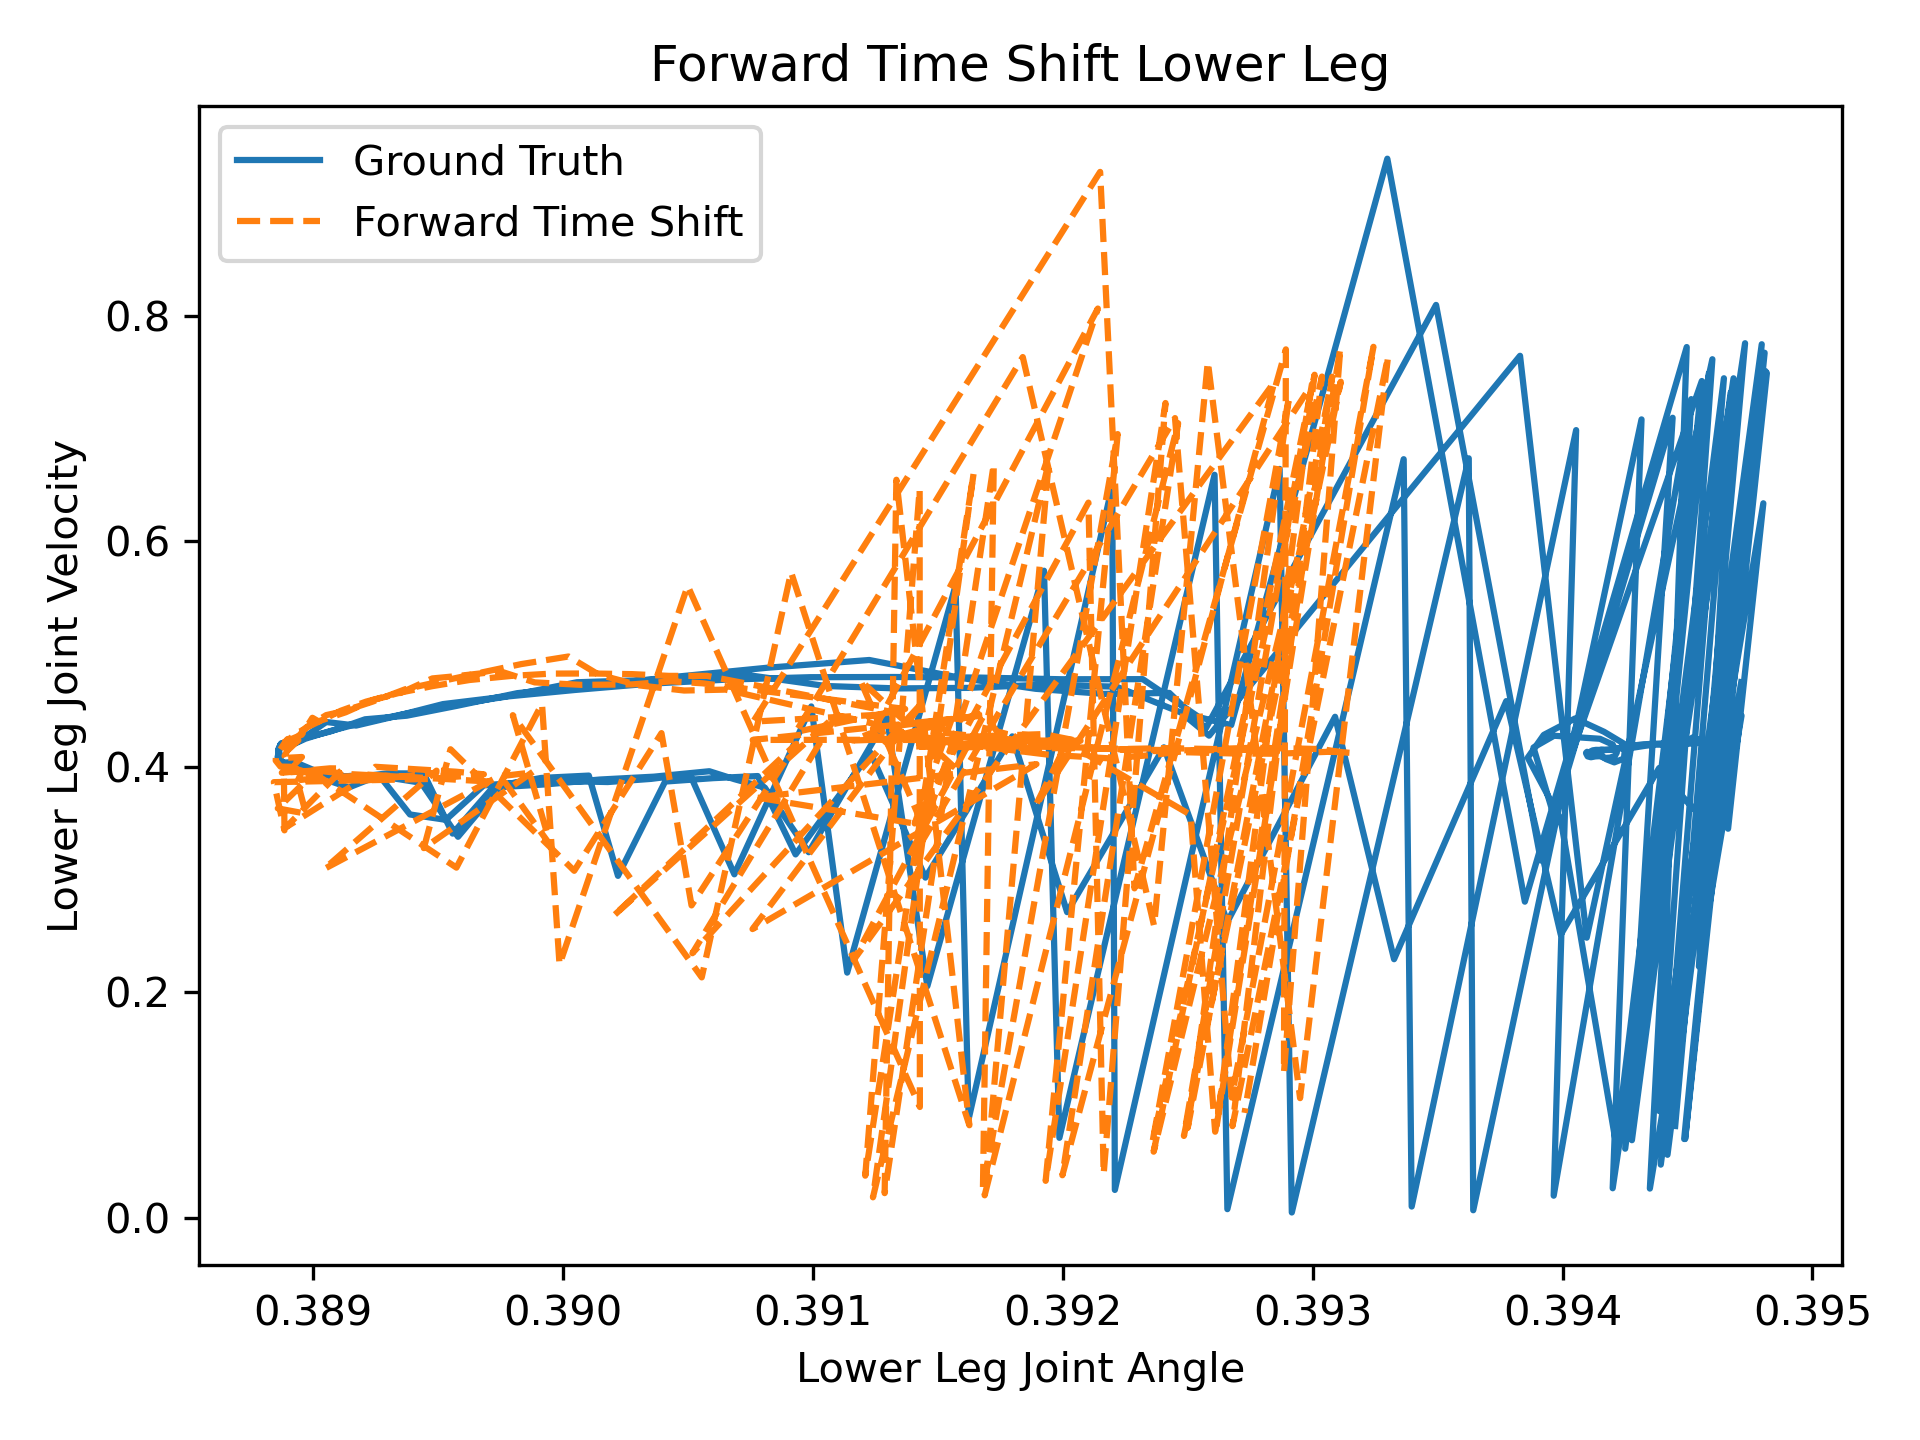 Forward Time Shift Lower Leg
Ground Truth
Forward Time Shift
Lower Leg Joint Velocity
0.8
0.6
0.4
0.2
0.0
0.389 0.390 0.391 0.392 0.393 0.394 0.395
Lower Leg Joint Angle